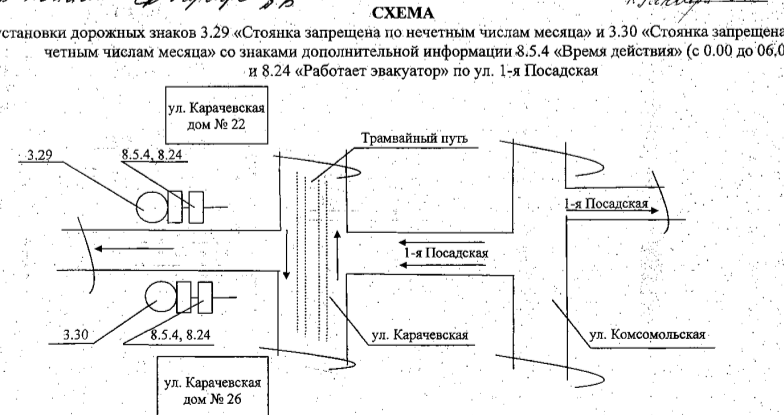 СХЕМА
установки дорожных знаков 3.29 «Стоянка запрещена по нечетным числам месяца» и 3.30 «Стоянка запрещена
четным числам месяца» со знаками дополнительной информации 8.5.4 «Время действия» (с 0.00 до 06.0
и 8.24 «Работает эвакуатор» по ул. 1-я Посадская
ул. Карачевская
дом № 22
Трамвайный путь
3.29
8.5.4, 8.24
1-я Посадская
1-я Посадская
3.30
8.5.4, 8.24
ул. Карачевская
ул. Комсомольская
ул. Карачевская
дом № 26